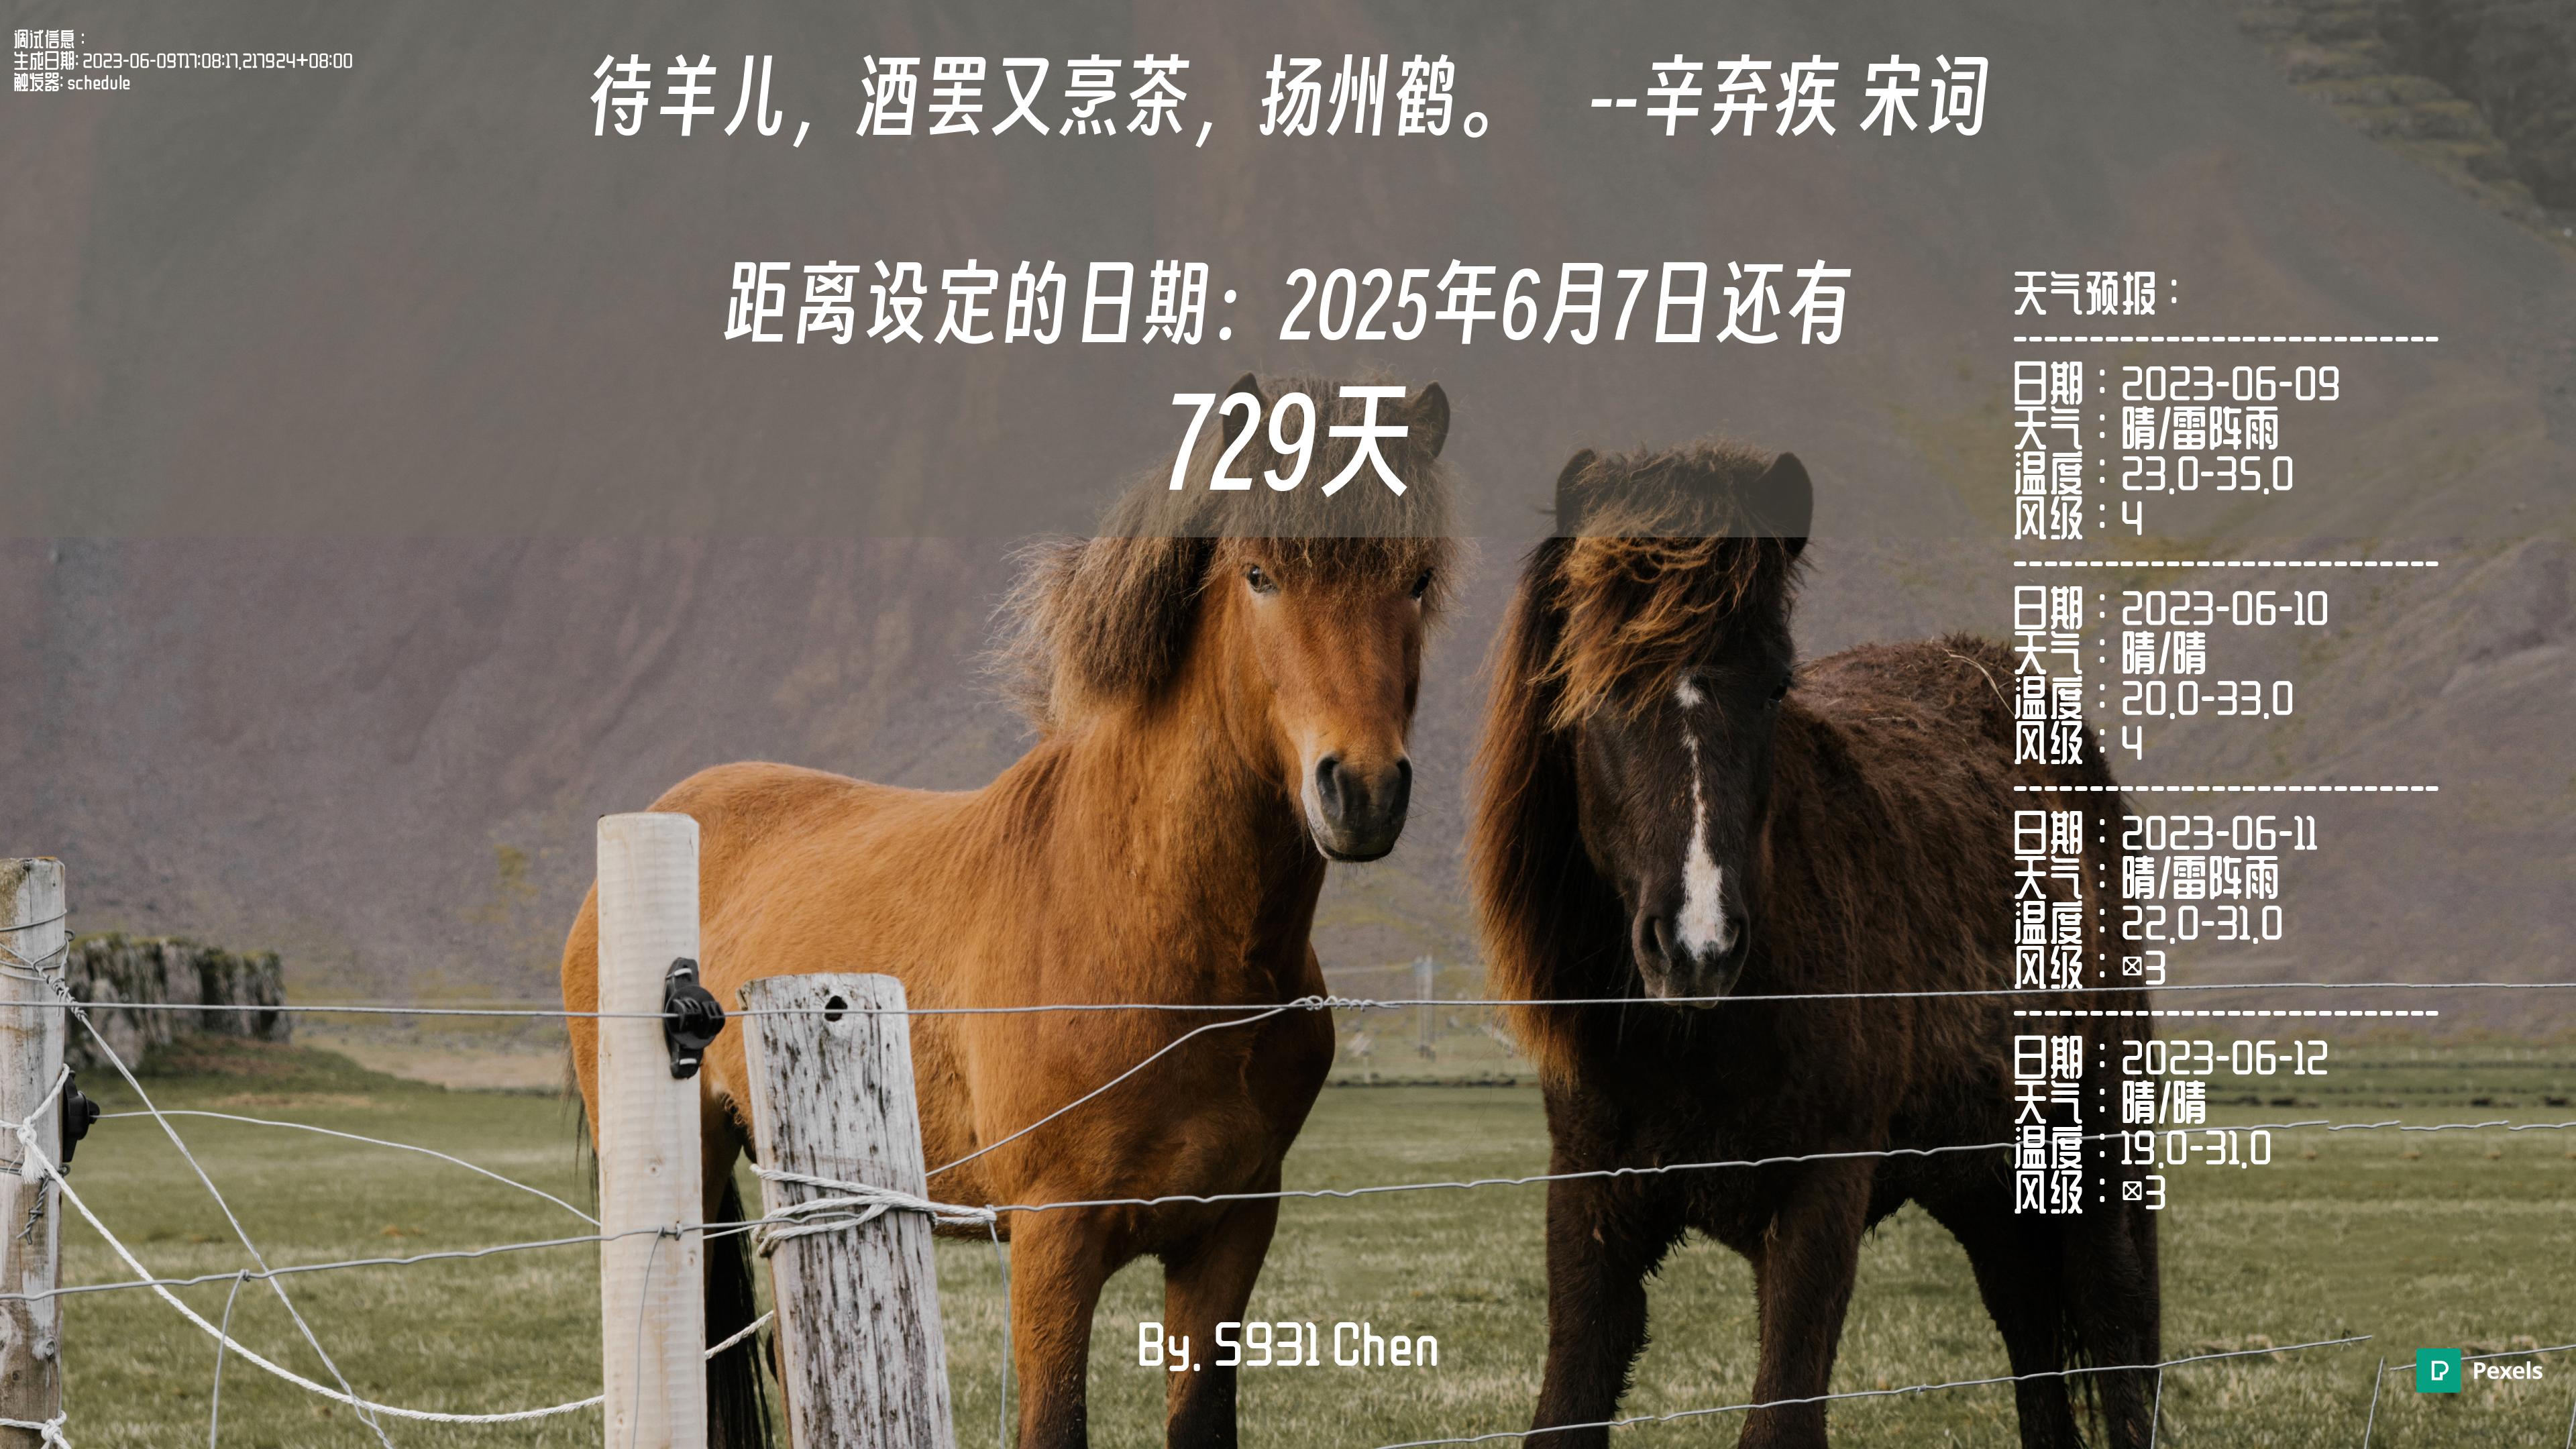 调试信息：
生成日期: 2023-06-09T17:08:17.217924+08:00
触发器: schedule
待羊儿，酒罢又烹茶，扬州鹤。 --辛弃疾 宋词
距离设定的日期：2025年6月7日还有
729天
天气预报：
----------------------------
日期：2023-06-09
天气：晴/雷阵雨
温度：23.0-35.0
风级：4
----------------------------
日期：2023-06-10
天气：晴/晴
温度：20.0-33.0
风级：4
----------------------------
日期：2023-06-11
天气：晴/雷阵雨
温度：22.0-31.0
风级：☒3
----------------------------
日期：2023-06-12
天气：晴/晴
温度：19.0-31.0
风级：☒3
By. S931 Chen
Pexels